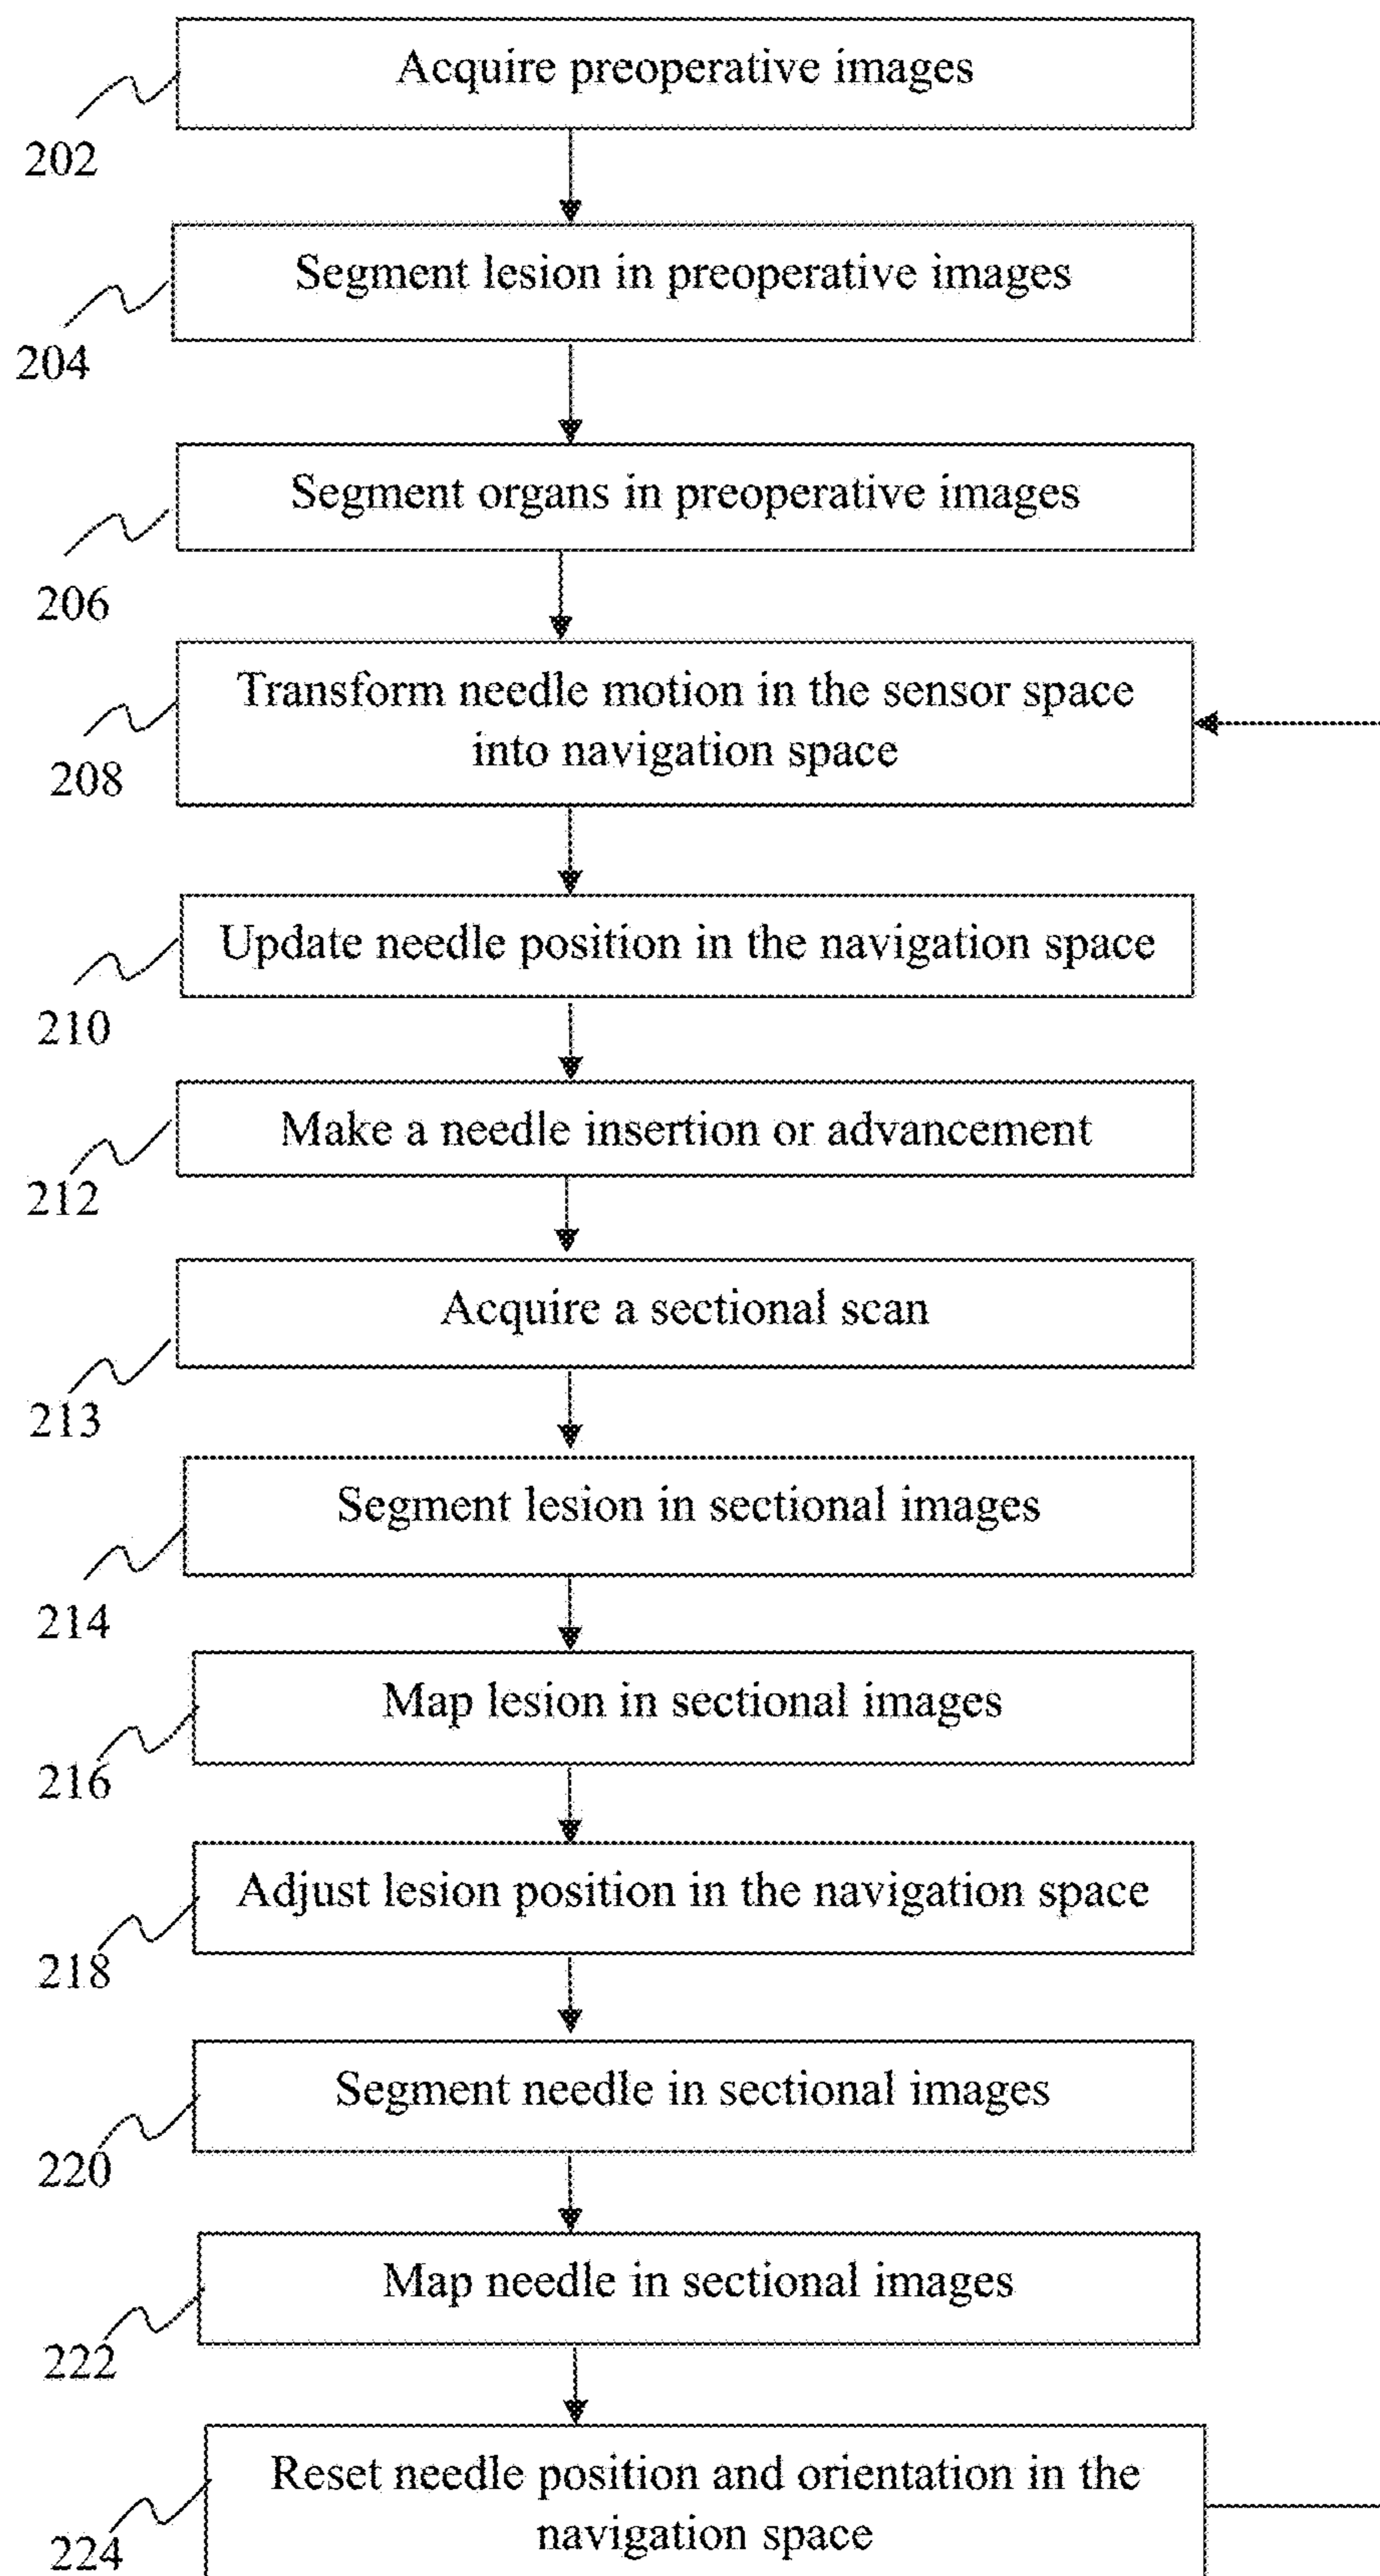 Acquire preoperative images
202
Segment lesion in preoperative images
204
Segment organs in preoperative images
206
Transform needle motion in the sensor space
into navigation space
208
Update needle position in the navigation space
210
Make a needle insertion or advancement
212
Acquire a sectional scan
213
Segment lesion in sectional images
214
Map lesion in sectional images
216
Adjust lesion position in the navigation space
218
Segment needle in sectional images
220
Map needle in sectional images
222
Reset needle position and orientation in the
navigation space
224